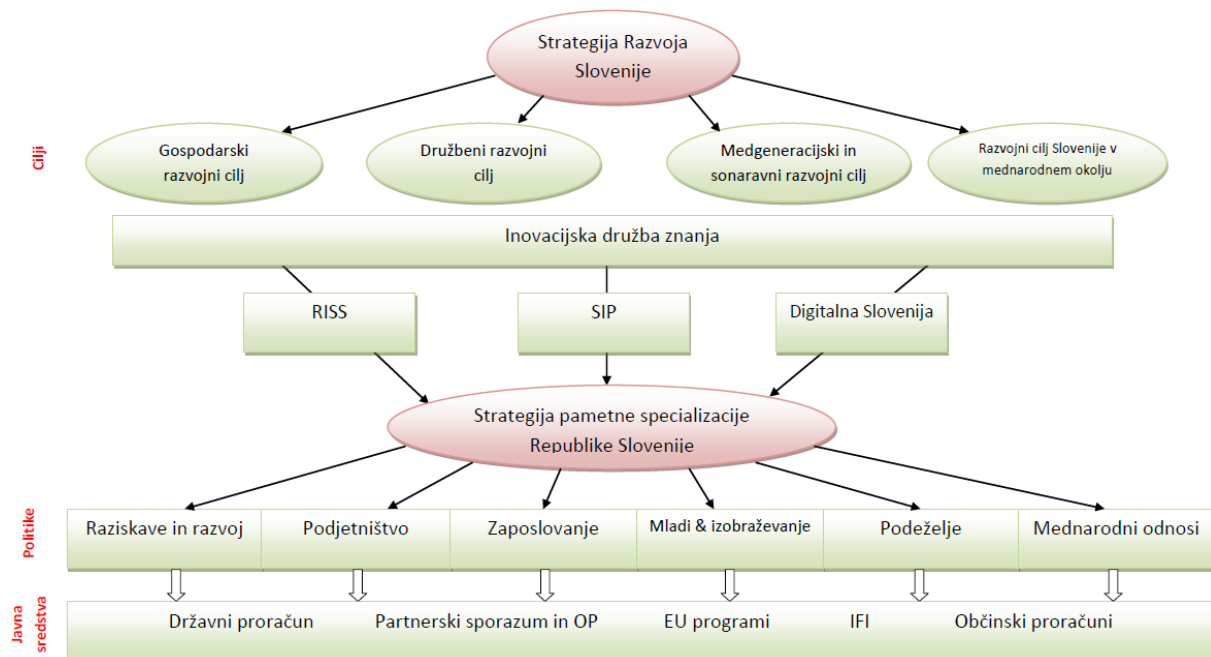 Strategija Razvoja
Slovenije
Cilji
Gospodarski
razvojni cilj
Družbeni razvojni
cilj
Medgeneracijski in
sonaravni razvojni cilj
Razvojni cilj Slovenije v
mednarodnem okolju
Inovacijska družba znanja
RISS
SIP
Digitalna Slovenija
Strategija pametne specializacije
Republike Slovenije
Politike
Raziskave in razvoj
Podjetništvo
Zaposlovanje
Mladi & izobraževanje
Podeželje
Mednarodni odnosi
Javna
sredstva
Državni proračun
Partnerski sporazum in OP
EU programi
IFI
Občinski proračuni